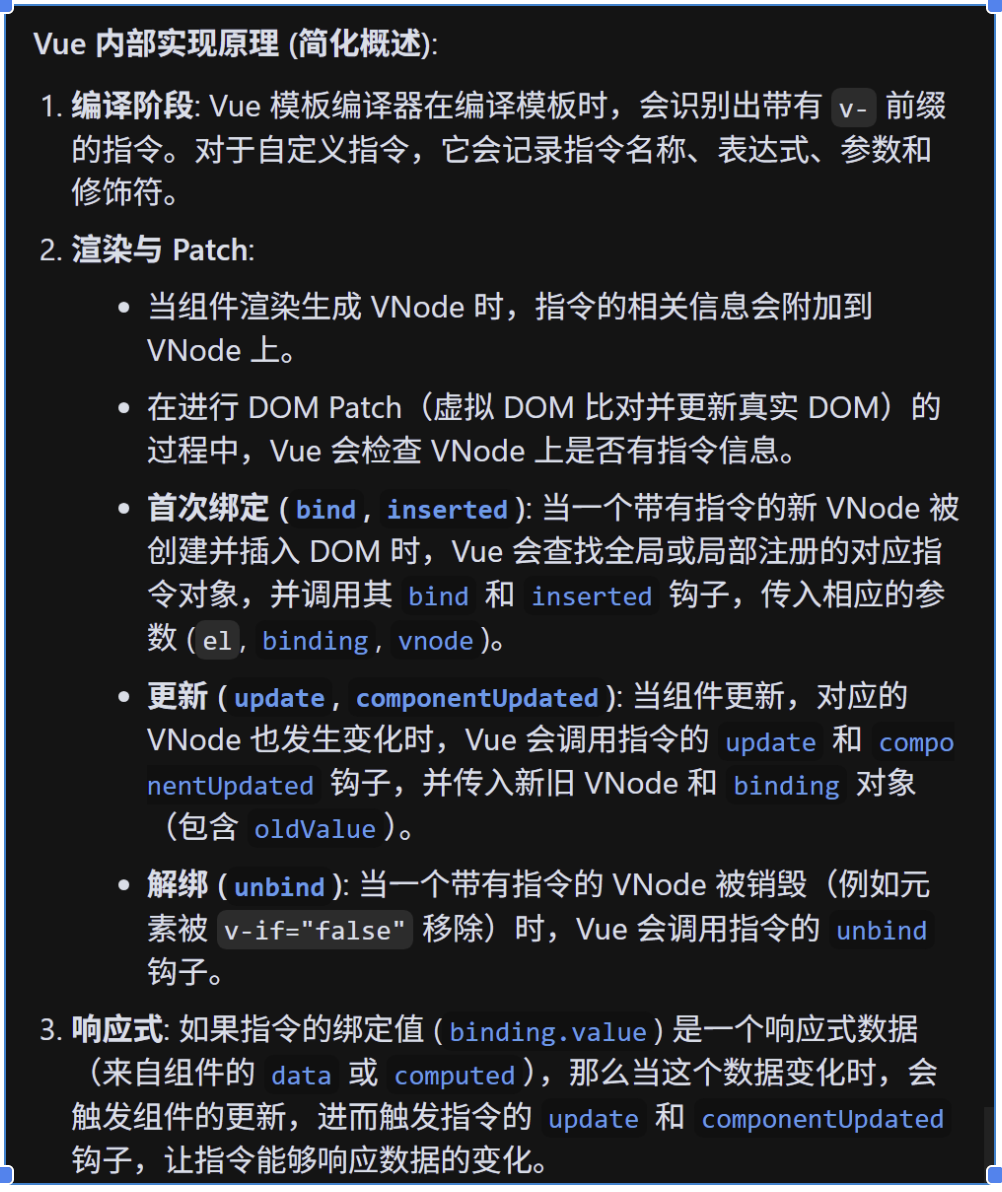 Vue 内部实现原理 (简化概述):
1. 编译阶段: Vue 模板编译器在编译模板时，会识别出带有 v- 前缀
的指令。对于自定义指令，它会记录指令名称、表达式、参数和
修饰符。
2. 渲染与 Patch:
• 当组件渲染生成 VNode 时，指令的相关信息会附加到
VNode 上。
• 在进行 DOM Patch（虚拟 DOM 比对并更新真实 DOM）的
过程中，Vue 会检查 VNode 上是否有指令信息。
• 首次绑定 (bind, inserted): 当一个带有指令的新 VNode 被
创建并插入 DOM 时，Vue 会查找全局或局部注册的对应指
令对象，并调用其 bind 和 inserted 钩子，传入相应的参
数 (el, binding, vnode)。
• 更新 (update, componentUpdated): 当组件更新，对应的
VNode 也发生变化时，Vue 会调用指令的 update 和 compo
nentUpdated 钩子，并传入新旧 VNode 和 binding 对象
（包含 oldValue）。
• 解绑 (unbind): 当一个带有指令的 VNode 被销毁（例如元
素被 v-if="false" 移除）时，Vue 会调用指令的 unbind
钩子。
3. 响应式: 如果指令的绑定值 (binding.value) 是一个响应式数据
（来自组件的 data 或 computed），那么当这个数据变化时，会
触发组件的更新，进而触发指令的 update 和 componentUpdated
钩子，让指令能够响应数据的变化。